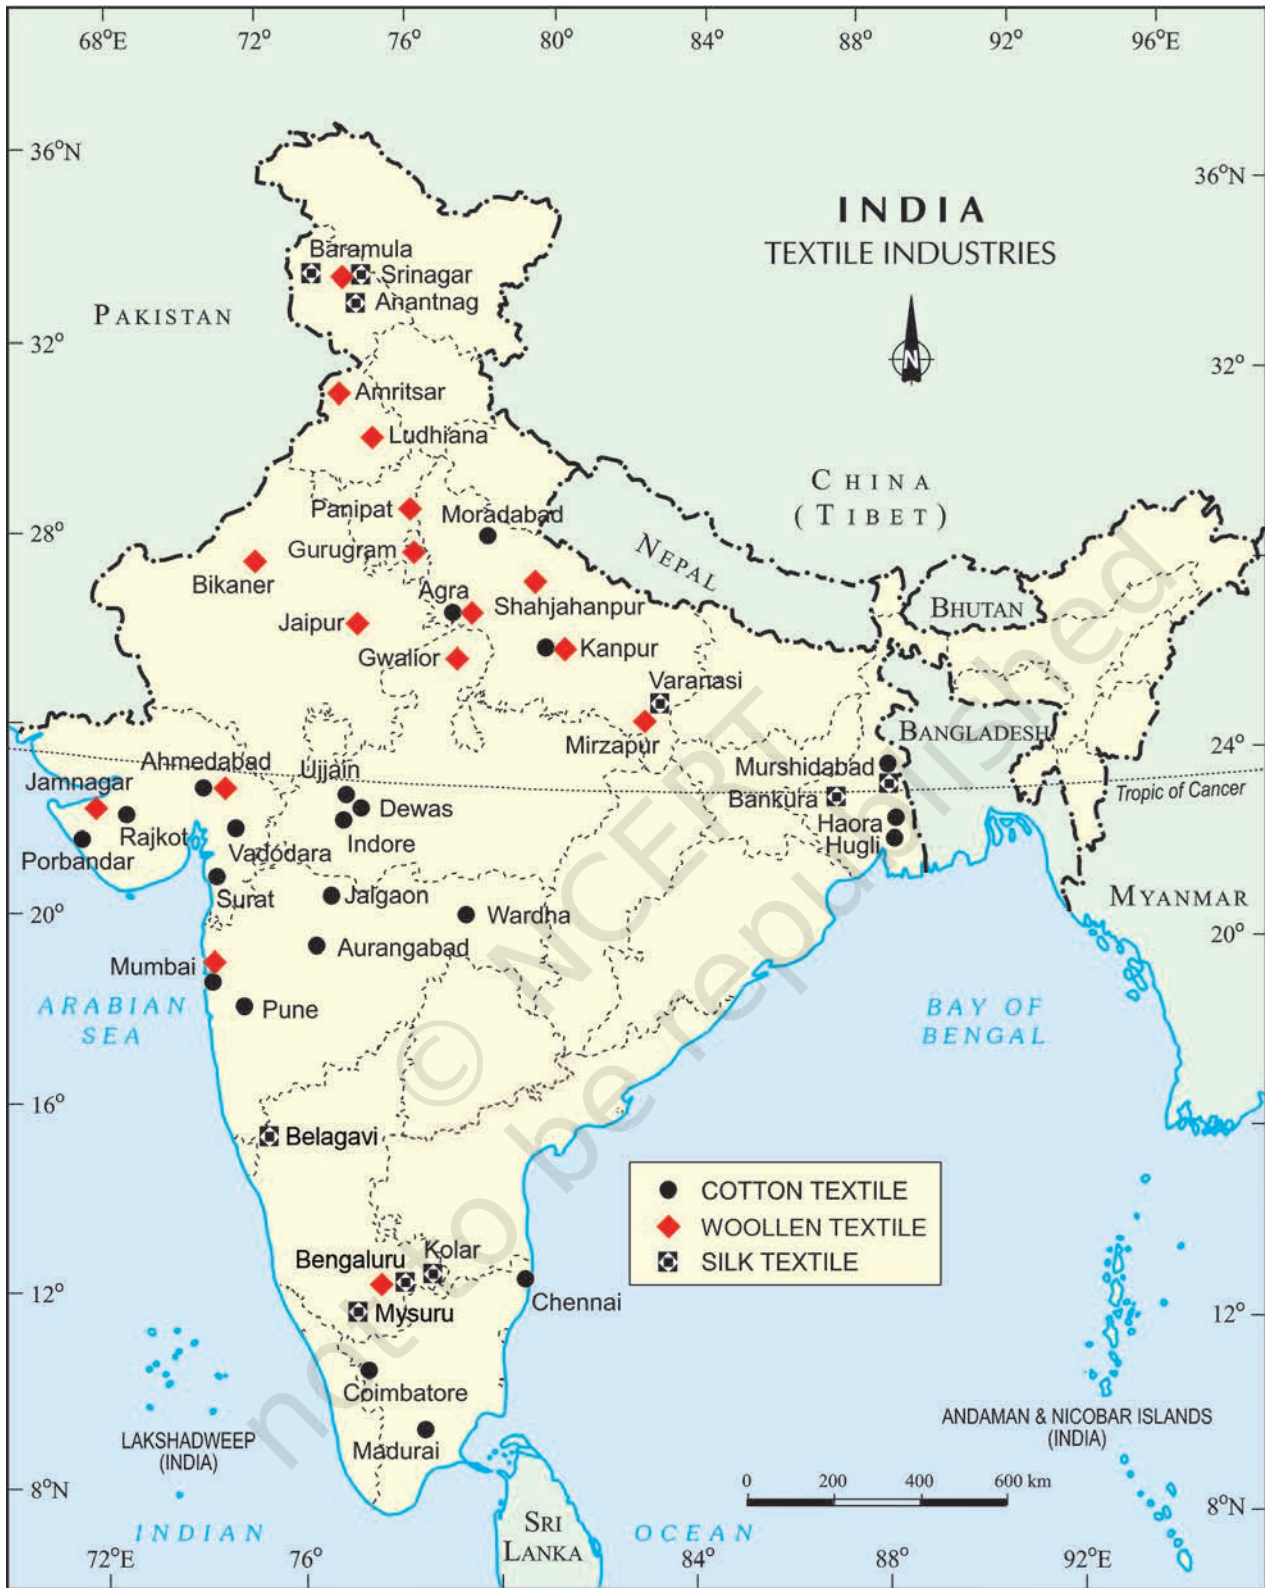 68°E 72° 76° 80° 84° 88° 92° 96°E
36°N
36°N
INDIA
TEXTILE INDUSTRIES
Baramula
Srinagar
Anantnag
PAKISTAN
N
32°
32°
Amritsar
Ludhiana
CHINA
(TIBET)
Panipat
Moradabad
28°
Gurugram
NEPAL
Bikaner
Agra
Shahjahanpur
BHUTAN
Jaipur
Gwalior
Kanpur
Varanasi
Mirzapur
BANGLADESH
24°
Ahmedabad
Ujjain
Murshidabad
Jamnagar
Dewas
Bankura
Tropic of Cancer
Rajkot
Haora
Porbandar
Vadodara
Indore
Hugli
Surat
Jalgaon
MYANMAR
20°
Wardha
20°
Aurangabad
Mumbai
ARABIAN
SEA
Pune
BAY OF
BENGAL
© NCERT
not to be republished
16°
Belagavi
COTTON TEXTILE
WOOLLEN TEXTILE
SILK TEXTILE
Bengaluru
Kolar
12°
Chennai
12°
Mysuru
Coimbatore
ANDAMAN & NICOBAR ISLANDS
(INDIA)
LAKSHADWEEP
(INDIA)
Madurai
0 200 400 600 km
8°N
8°N
INDIAN
OCEAN
SRI
LANKA
72°E 76° 84° 88° 92°E